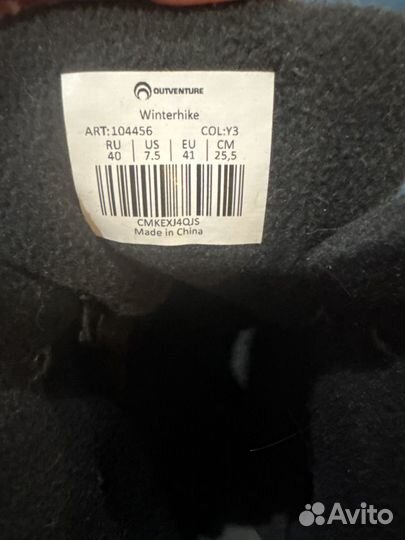 OUTVENTURE
Winterhike
ART:104456 COL:Y3
RU US EU CM
40 7.5 41 25,5
CMKEXJ4QJS
Made in China
Avito